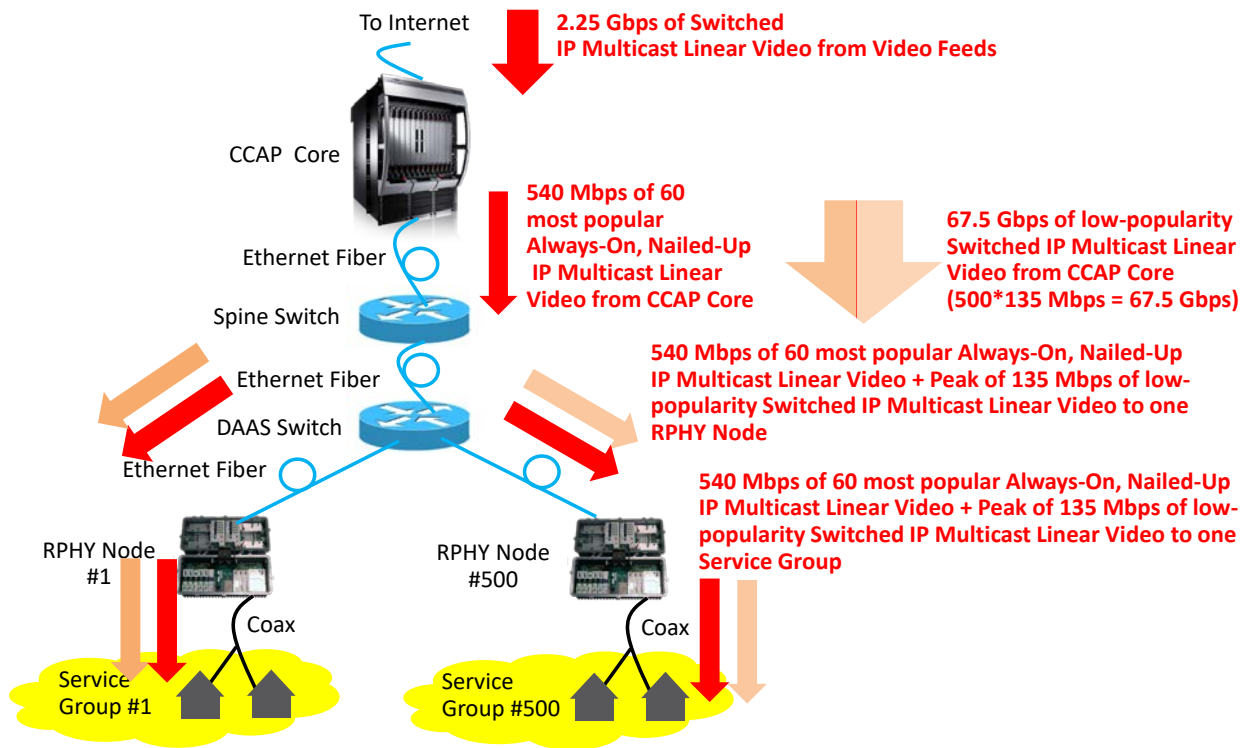 To Internet
2.25 Gbps of Switched
IP Multicast Linear Video from Video Feeds
CCAP Core
540 Mbps of 60
most popular
Always-On, Nailed-Up
IP Multicast Linear
Video from CCAP Core
67.5 Gbps of low-popularity
Switched IP Multicast Linear
Video from CCAP Core
(500*135 Mbps = 67.5 Gbps)
Ethernet Fiber
Spine Switch
540 Mbps of 60 most popular Always-On, Nailed-Up
IP Multicast Linear Video + Peak of 135 Mbps of low-
popularity Switched IP Multicast Linear Video to one
RPHY Node
Ethernet Fiber
DAAS Switch
Ethernet Fiber
540 Mbps of 60 most popular Always-On, Nailed-Up
IP Multicast Linear Video + Peak of 135 Mbps of low-
popularity Switched IP Multicast Linear Video to one
Service Group
RPHY Node
#1
RPHY Node
#500
Coax
Coax
Service
Group #1
Service
Group #500